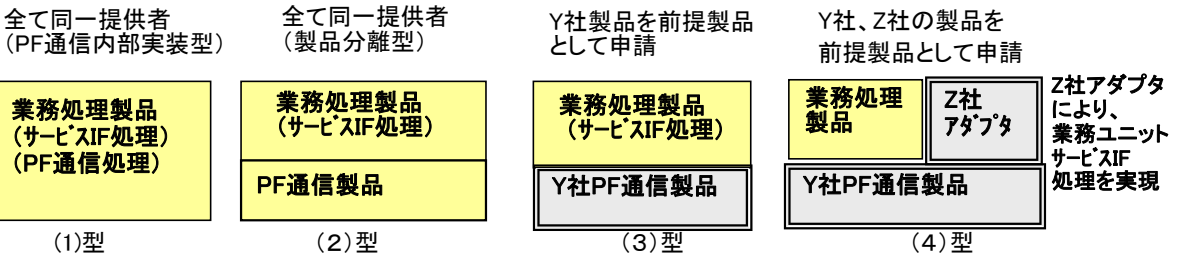 全て同一提供者
(PF通信内部実装型)
業務処理製品
(サービスIF処理)
(PF通信処理)
(1)型
全て同一提供者
(製品分離型)
業務処理製品
(サービスIF処理)
PF通信製品
(2)型
Y社製品を前提製品
として申請
業務処理製品
(サービスIF処理)
Y社PF通信製品
(3)型
Y社、Z社の製品を
前提製品として申請
業務処理
製品
Z社
アダプタ
Y社PF通信製品
Z社アダプタ
により、
業務ユニット
サービスIF
処理を実現
(4)型